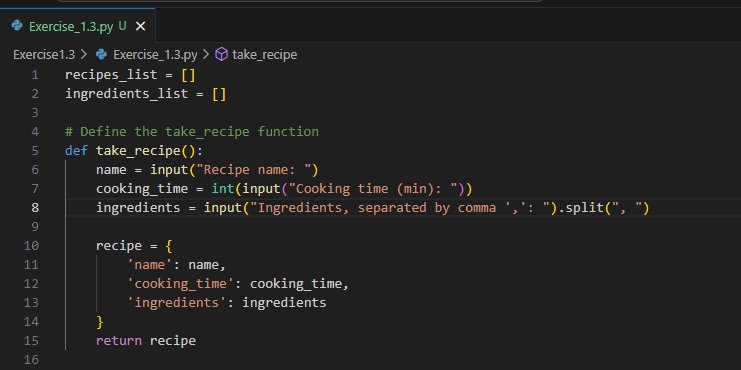 Exercise_1.3.py U ×
Exercise1.3 > Exercise_1.3.py > take_recipe
1 recipes_list = []
2 ingredients_list = []
3
4 # Define the take_recipe function
5 def take_recipe():
6     name = input("Recipe name: ")
7     cooking_time = int(input("Cooking time (min): "))
8     ingredients = input("Ingredients, separated by comma ',': ").split(", ")
9
10     recipe = {
11         'name': name,
12         'cooking_time': cooking_time,
13         'ingredients': ingredients
14     }
15     return recipe
16